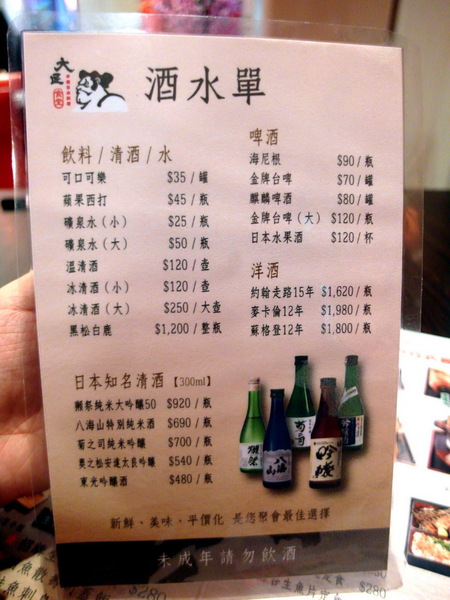 大匠
酒水單
飲料/清酒/水
可口可樂 $35/罐
蘋果西打 $45/瓶
礦泉水(小) $25/瓶
礦泉水(大) $50/瓶
溫清酒 $120/壺
冰清酒(小) $120/壺
冰清酒(大) $250/大壺
黑松白鹿 $1,200/整瓶
啤酒
海尼根 $90/瓶
金牌台啤 $70/罐
麒麟啤酒 $80/罐
金牌台啤(大) $120/瓶
日本水果酒 $120/杯
洋酒
約翰走路15年 $1,620/瓶
麥卡倫12年 $1,980/瓶
蘇格登12年 $1,800/瓶
日本知名清酒【300ml】
獺祭純米大吟釀50 $920/瓶
八海山特別純米酒 $690/瓶
菊之司純米吟釀 $700/瓶
奧之松安達太良吟釀 $540/瓶
東光吟釀酒 $480/瓶
獺祭
八海山
新鮮、美味、平價化 是您聚會最佳選擇
未成年請勿飲酒
$280
$280